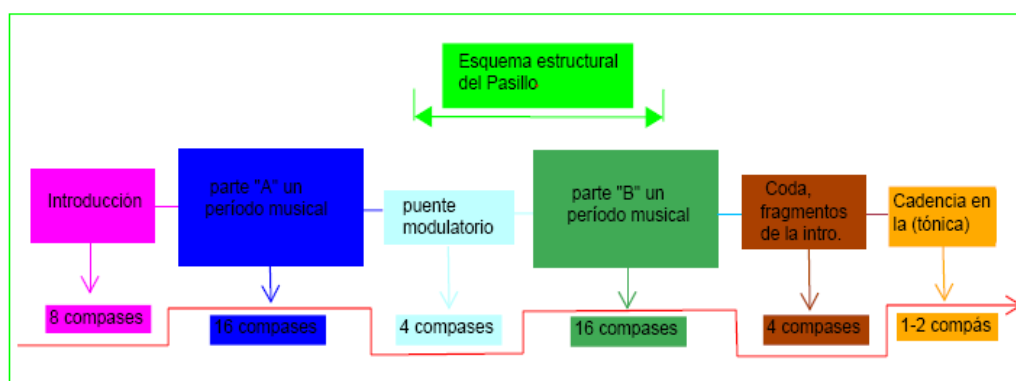 Esquema estructural
del Pasillo
Introducción
parte "A" un
período musical
puente
modulatorio
parte "B" un
período musical
Coda,
fragmentos
de la intro.
Cadencia en
la (tónica)
8 compases
16 compases
4 compases
16 compases
4 compases
1-2 compás